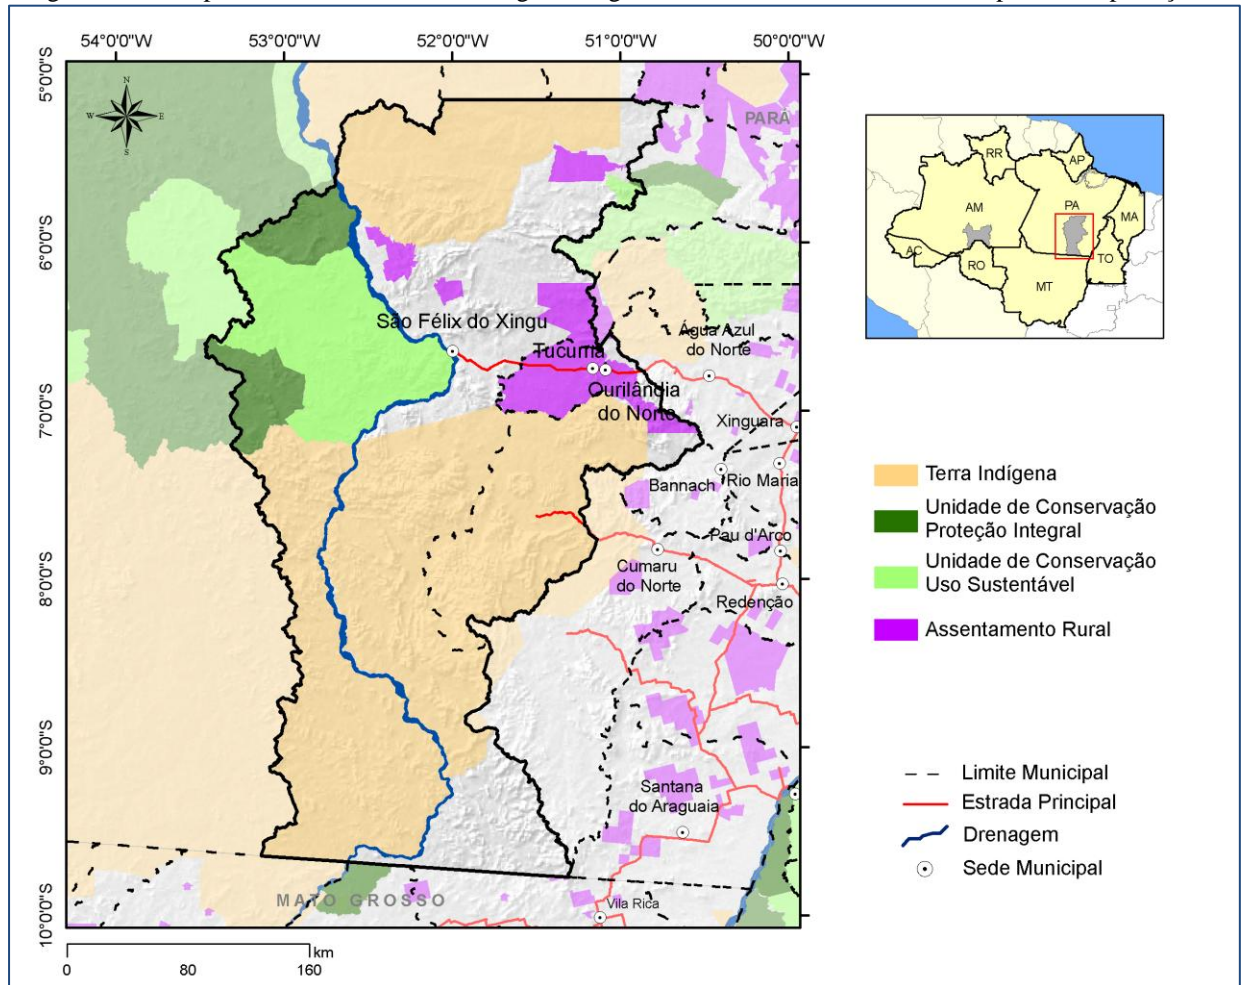 54°0'0"W 53°0'0"W 52°0'0"W 51°0'0"W 50°0'0"W
5°0'0"S
6°0'0"S
7°0'0"S
8°0'0"S
9°0'0"S
10°0'0"S
N
W E
S
PARÁ
São Félix do Xingu
Tucumã
Ourilândia
do Norte
Água Azul
do Norte
Xinguara
Bannach
Rio Maria
Pau d'Arco
Cumaru
do Norte
Redenção
Santana
do Araguaia
MATO GROSSO
Vila Rica
km
0 80 160
RR
AP
AM
PA
MA
AC
RO
TO
MT
Terra Indígena
Unidade de Conservação
Proteção Integral
Unidade de Conservação
Uso Sustentável
Assentamento Rural
Limite Municipal
Estrada Principal
Drenagem
Sede Municipal